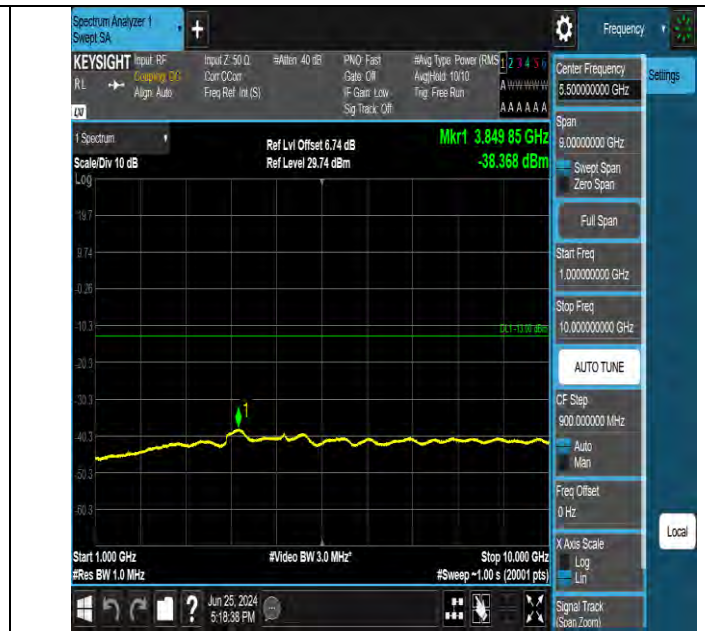 Spectrum Analyzer 1
Swept SA
+
Frequency
KEYSIGHT
RL
Input: RF
Coupling: DC
Align: Auto
Input Z: 50 Ω
Corr CCorr
Freq Ref: Int (S)
#Atten: 40 dB
PNO: Fast
Gate: Off
IF Gain: Low
Sig Track: Off
#Avg Type: Power (RMS
Avg|Hold: 10/10
Trig: Free Run
1 2 3 4 5 6
A W W W W W
A A A A A A
LXI
1 Spectrum
Scale/Div 10 dB
Ref Lvl Offset 6.74 dB
Ref Level 29.74 dBm
Mkr1 3.849 85 GHz
-38.368 dBm
Log
19.7
9.74
-0.26
-10.3
DL1 -13.00 dBm
-20.3
-30.3
1
-40.3
-50.3
-60.3
Start 1.000 GHz
#Res BW 1.0 MHz
#Video BW 3.0 MHz*
Stop 10.000 GHz
#Sweep ~1.00 s (20001 pts)
?
Jun 25, 2024
5:18:38 PM
Center Frequency
5.500000000 GHz
Settings
Span
9.00000000 GHz
Swept Span
Zero Span
Full Span
Start Freq
1.000000000 GHz
Stop Freq
10.000000000 GHz
AUTO TUNE
CF Step
900.000000 MHz
Auto
Man
Freq Offset
0 Hz
X Axis Scale
Log
Lin
Local
Signal Track
(Span Zoom)